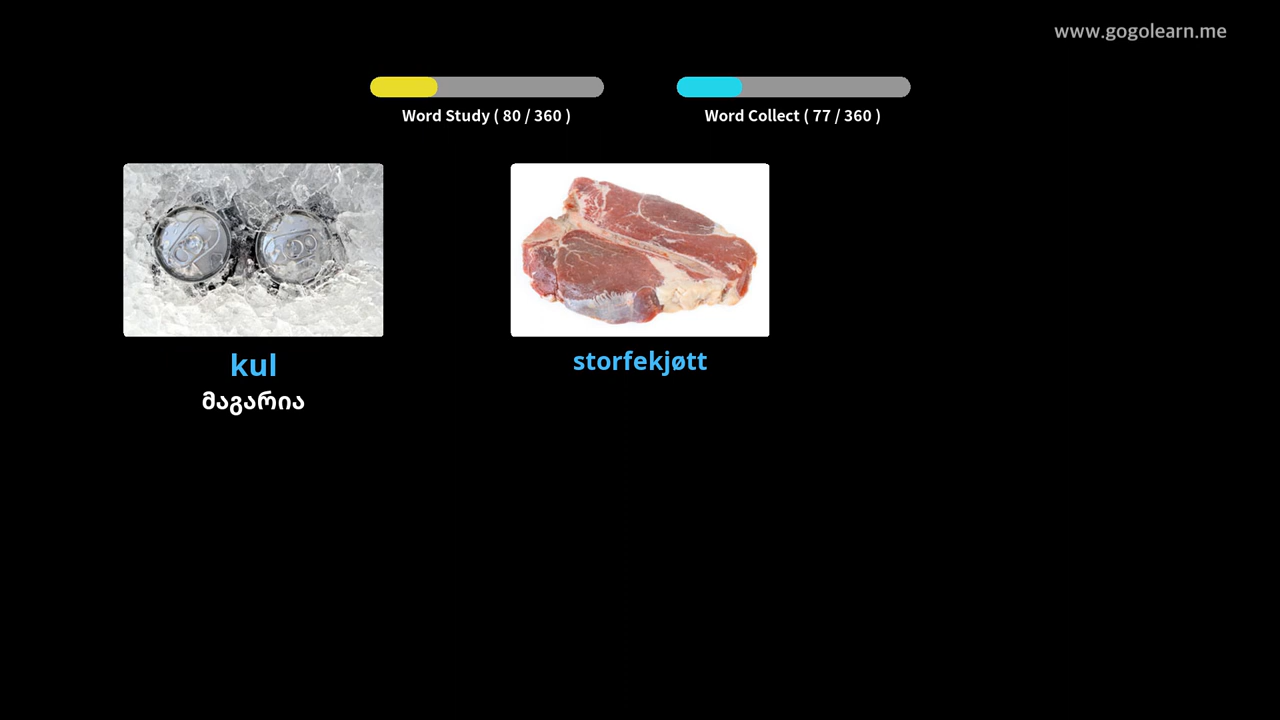 www.gogolearn.me
Word Study ( 80 / 360 )
Word Collect ( 77 / 360 )
kul
მაგარია
storfekjøtt